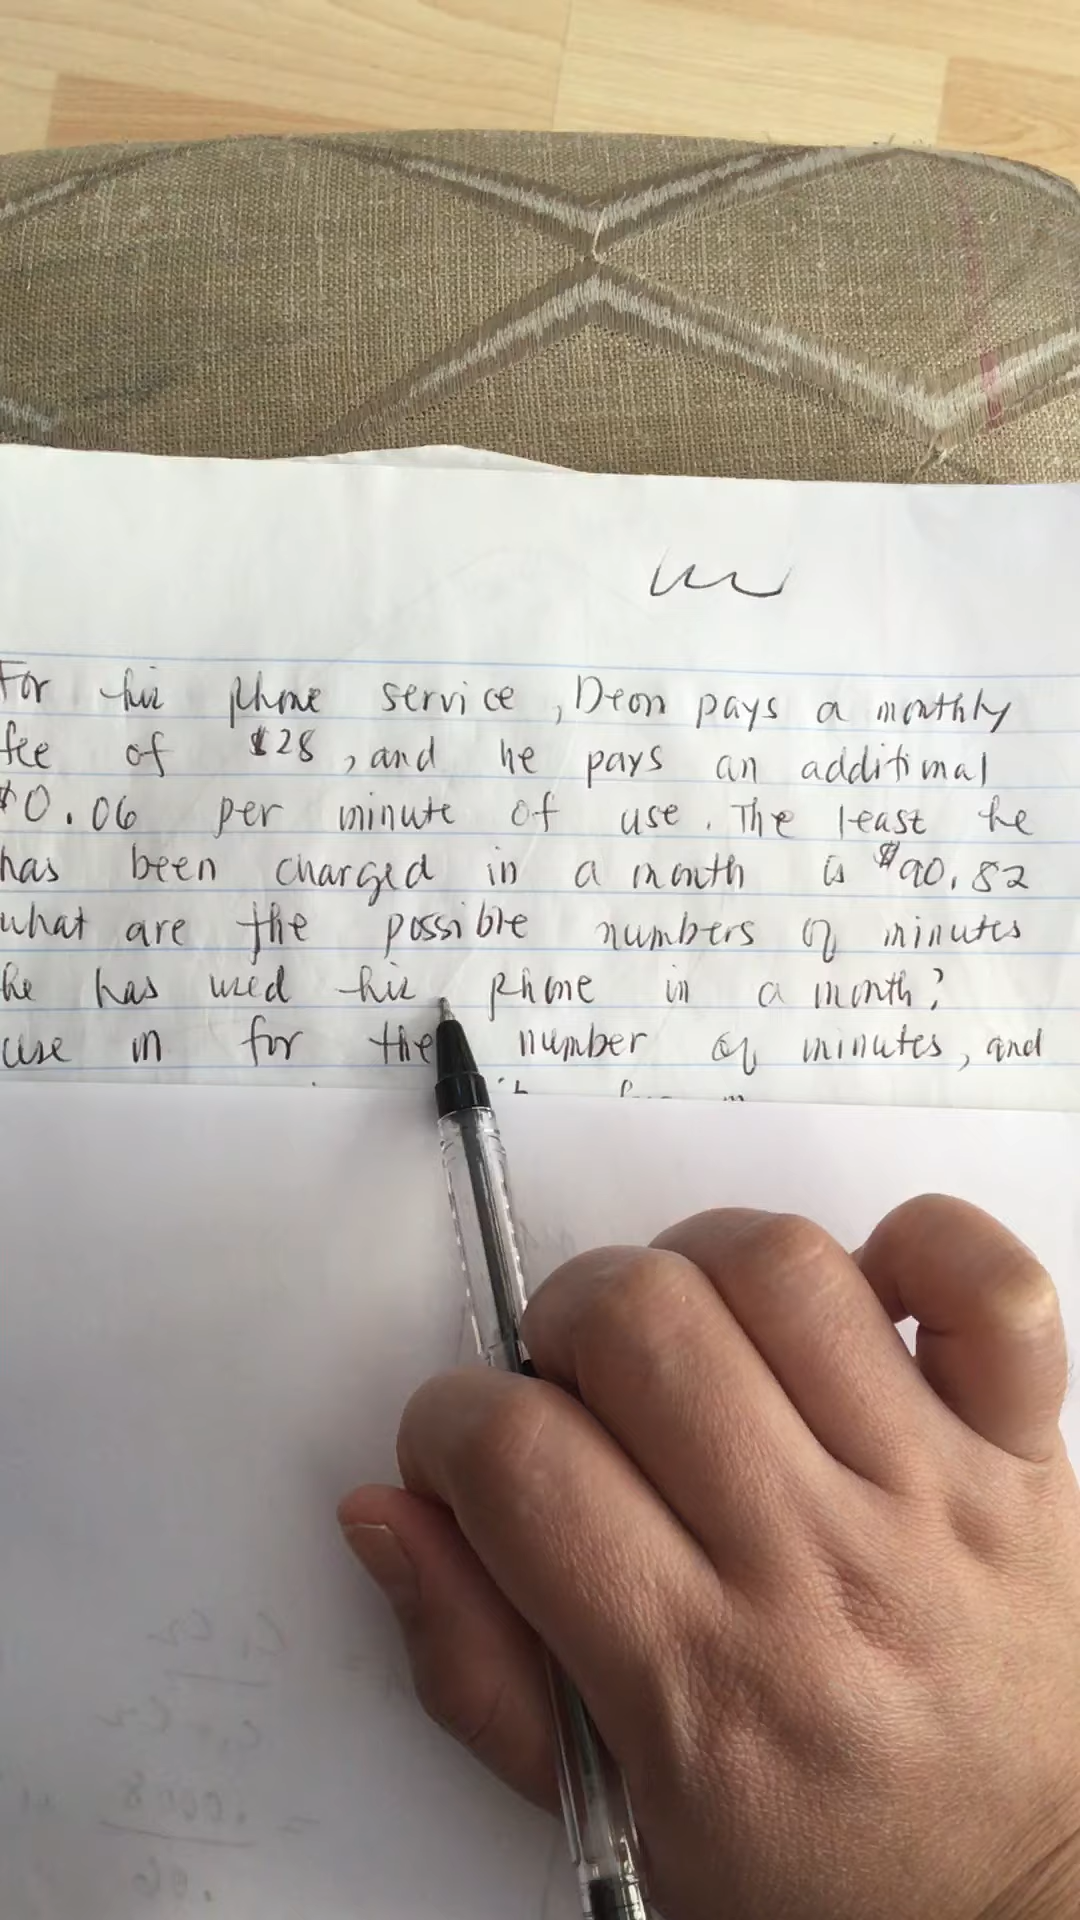 For his phone service, Deon pays a monthly
fee of $28, and he pays an additional
$0.06 per minute of use. The least he
has been charged in a month is $90.82
what are the possible numbers of minutes
he has used his phone in a month?
use m for the number of minutes, and